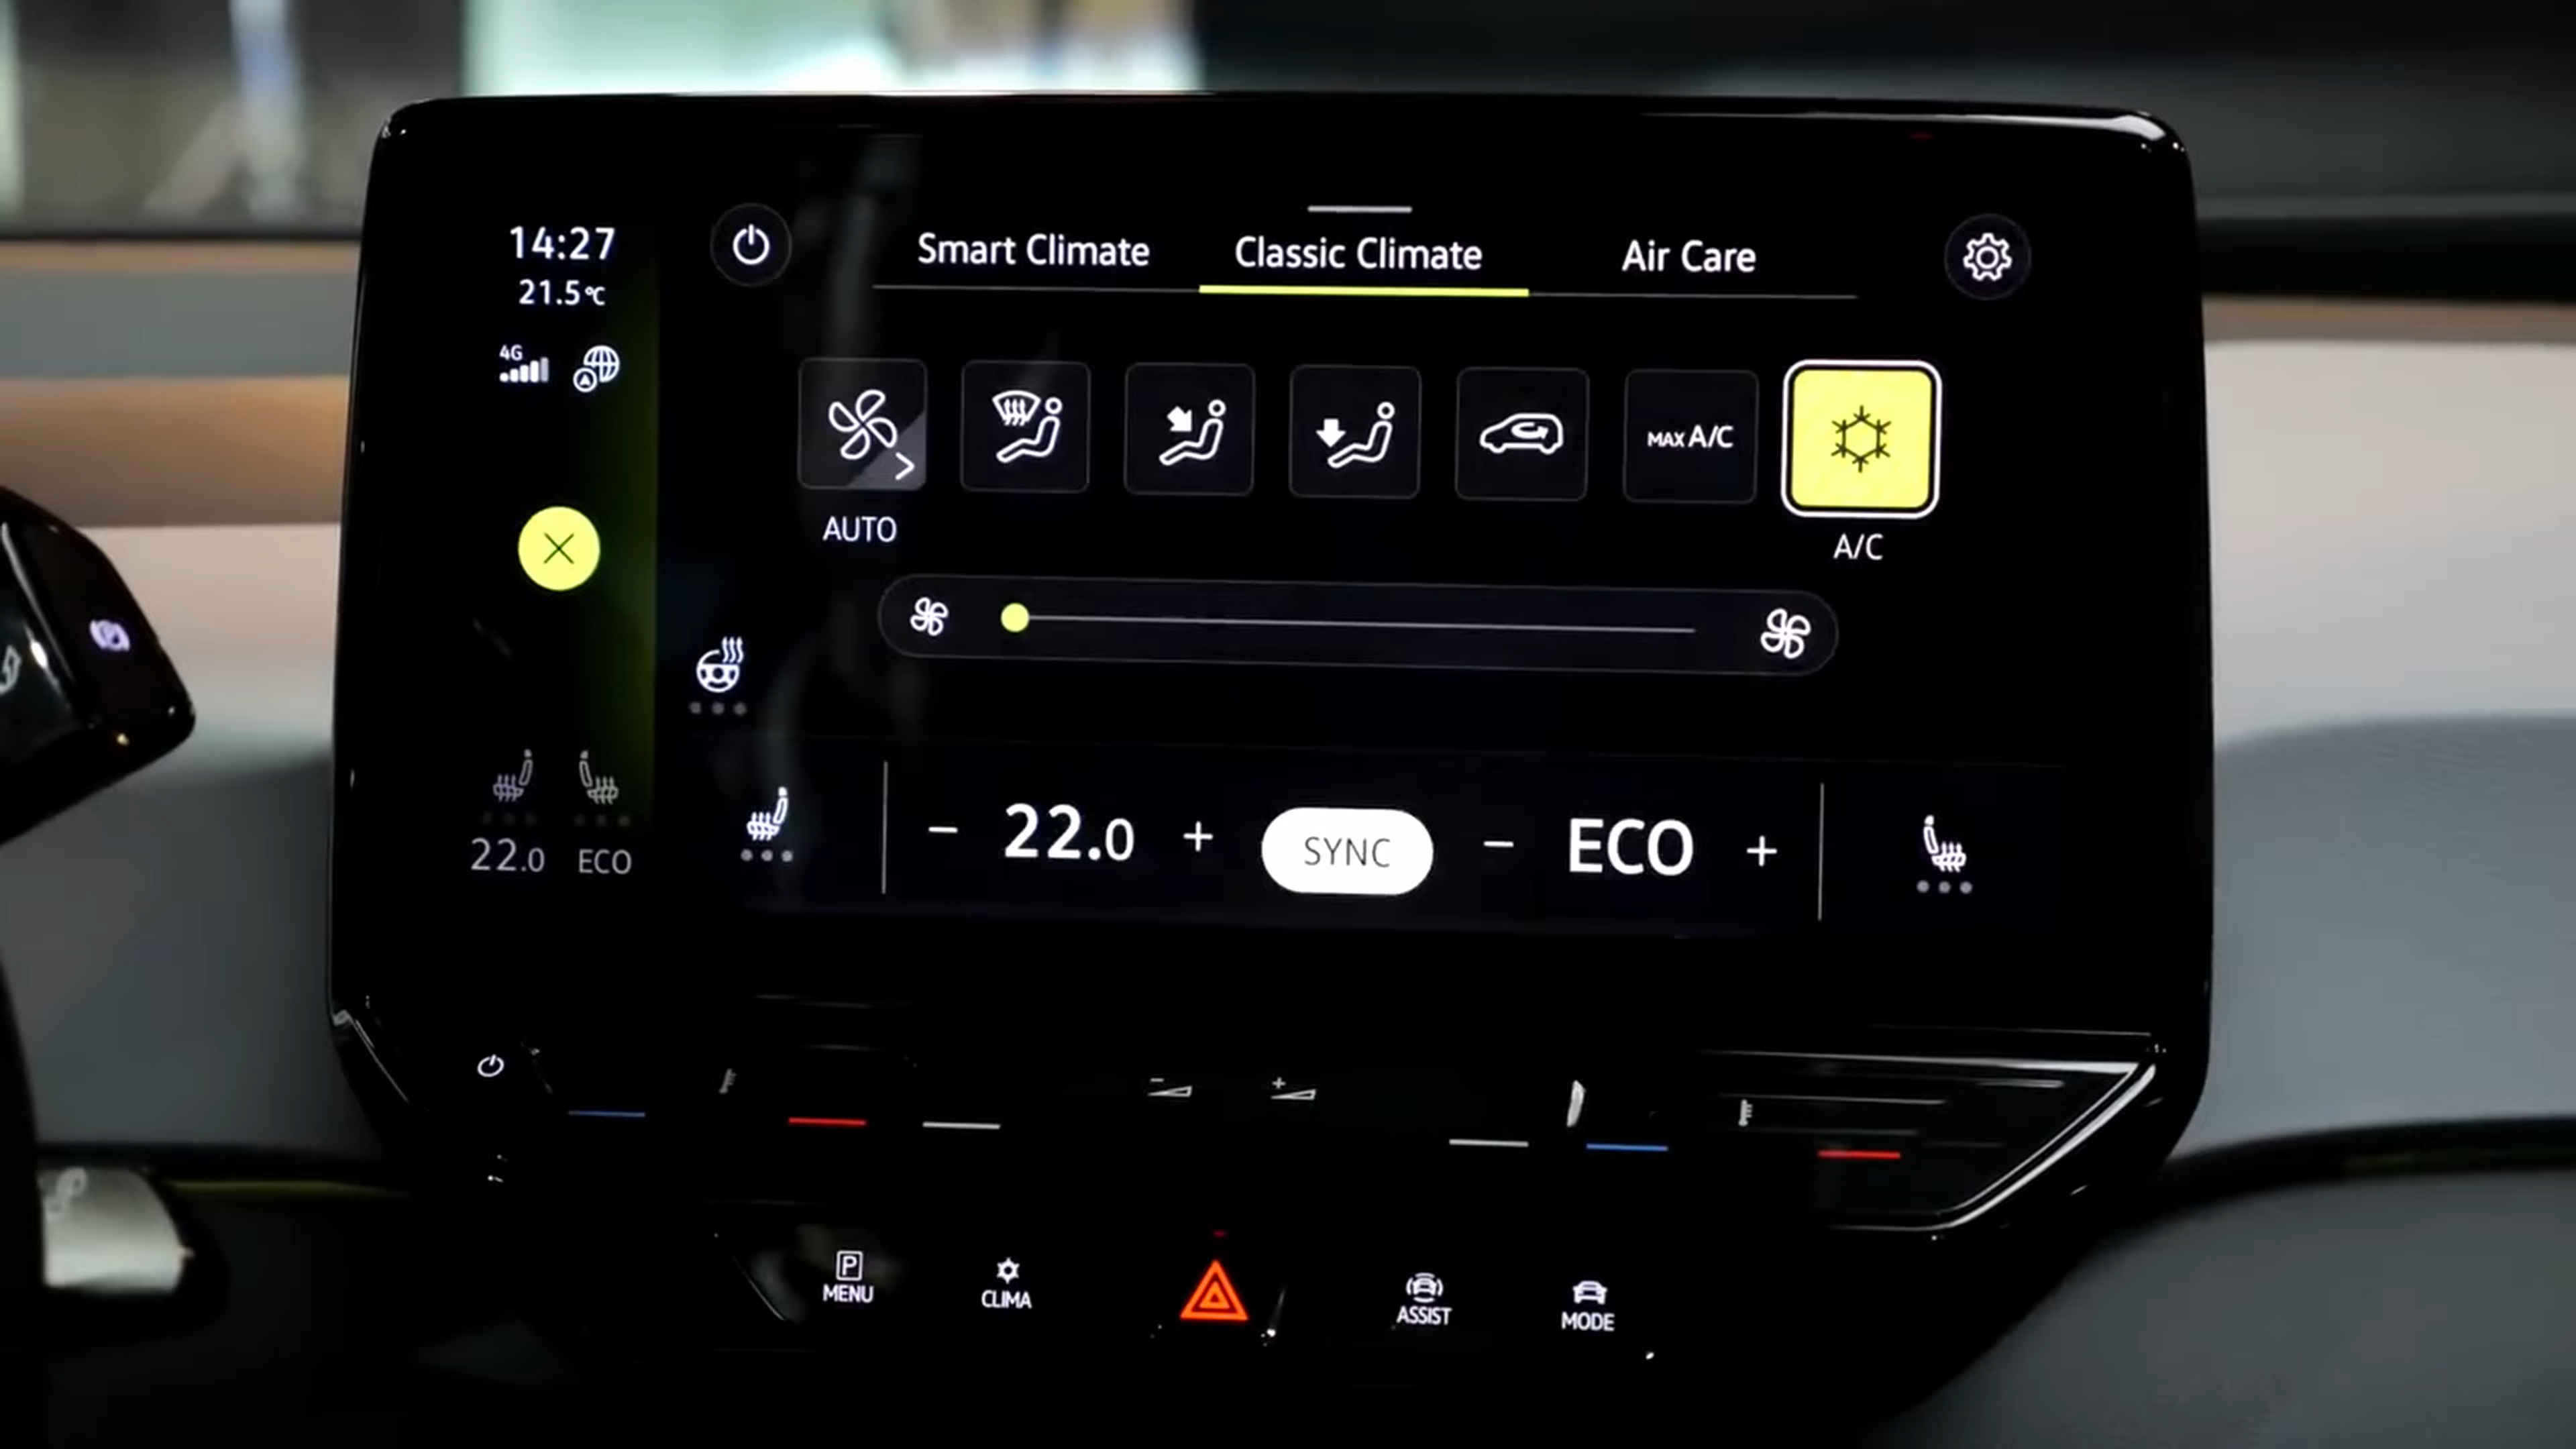 14:27
21.5°C
4G
Smart Climate
Classic Climate
Air Care
MAX A/C
AUTO
A/C
22.0
ECO
− 22.0 +
SYNC
− ECO +
P
MENU
CLIMA
ASSIST
MODE